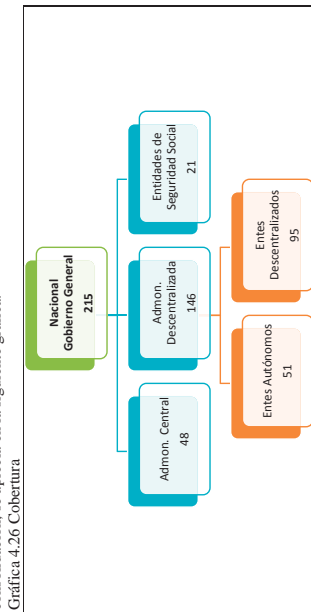 Gráfica 4.26 Cobertura
Nacional
Gobierno General
215
Admon. Central
48
Admon.
Descentralizada
146
Entidades de
Seguridad Social
21
Entes Autónomos
51
Entes
Descentralizados
95